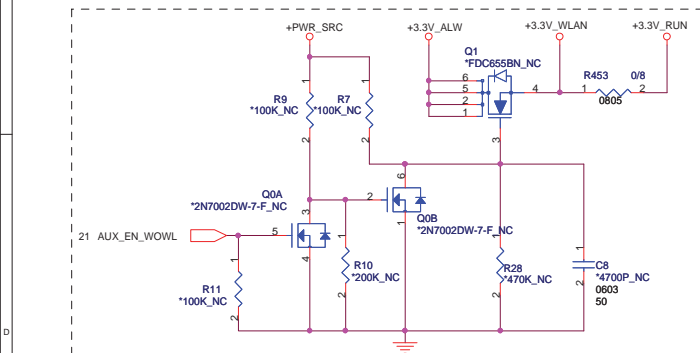 +PWR_SRC
+3.3V_ALW
+3.3V_WLAN
+3.3V_RUN
Q1
*FDC655BN_NC
6
5
2
1
4
3
R453 0/8
1 2
0805
1
R9
*100K_NC
2
1
R7
*100K_NC
2
Q0A
*2N7002DW-7-F_NC
3
5
4
2
6
1
Q0B
*2N7002DW-7-F_NC
21 AUX_EN_WOWL
1
R11
*100K_NC
2
1
R10
*200K_NC
2
1
R28
*470K_NC
2
1
C8
*4700P_NC
2
0603
50
D